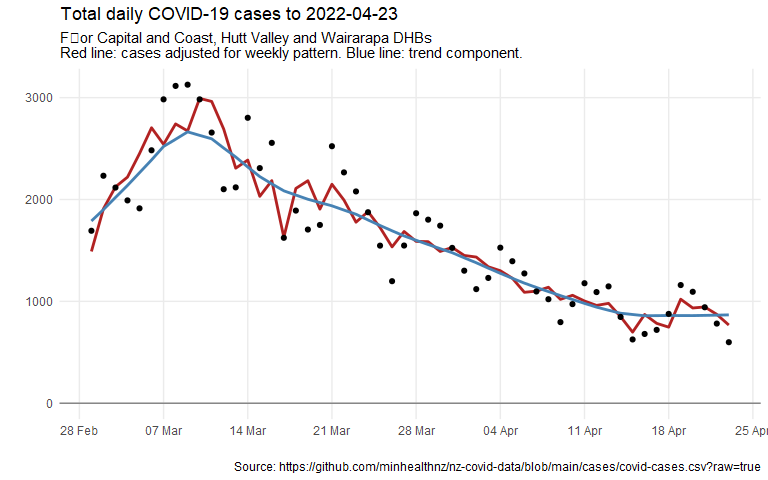 Total daily COVID-19 cases to 2022-04-23
F▯or Capital and Coast, Hutt Valley and Wairarapa DHBs
Red line: cases adjusted for weekly pattern. Blue line: trend component.
3000
2000
1000
0
28 Feb 07 Mar 14 Mar 21 Mar 28 Mar 04 Apr 11 Apr 18 Apr 25 Apr
Source: https://github.com/minhealthnz/nz-covid-data/blob/main/cases/covid-cases.csv?raw=true